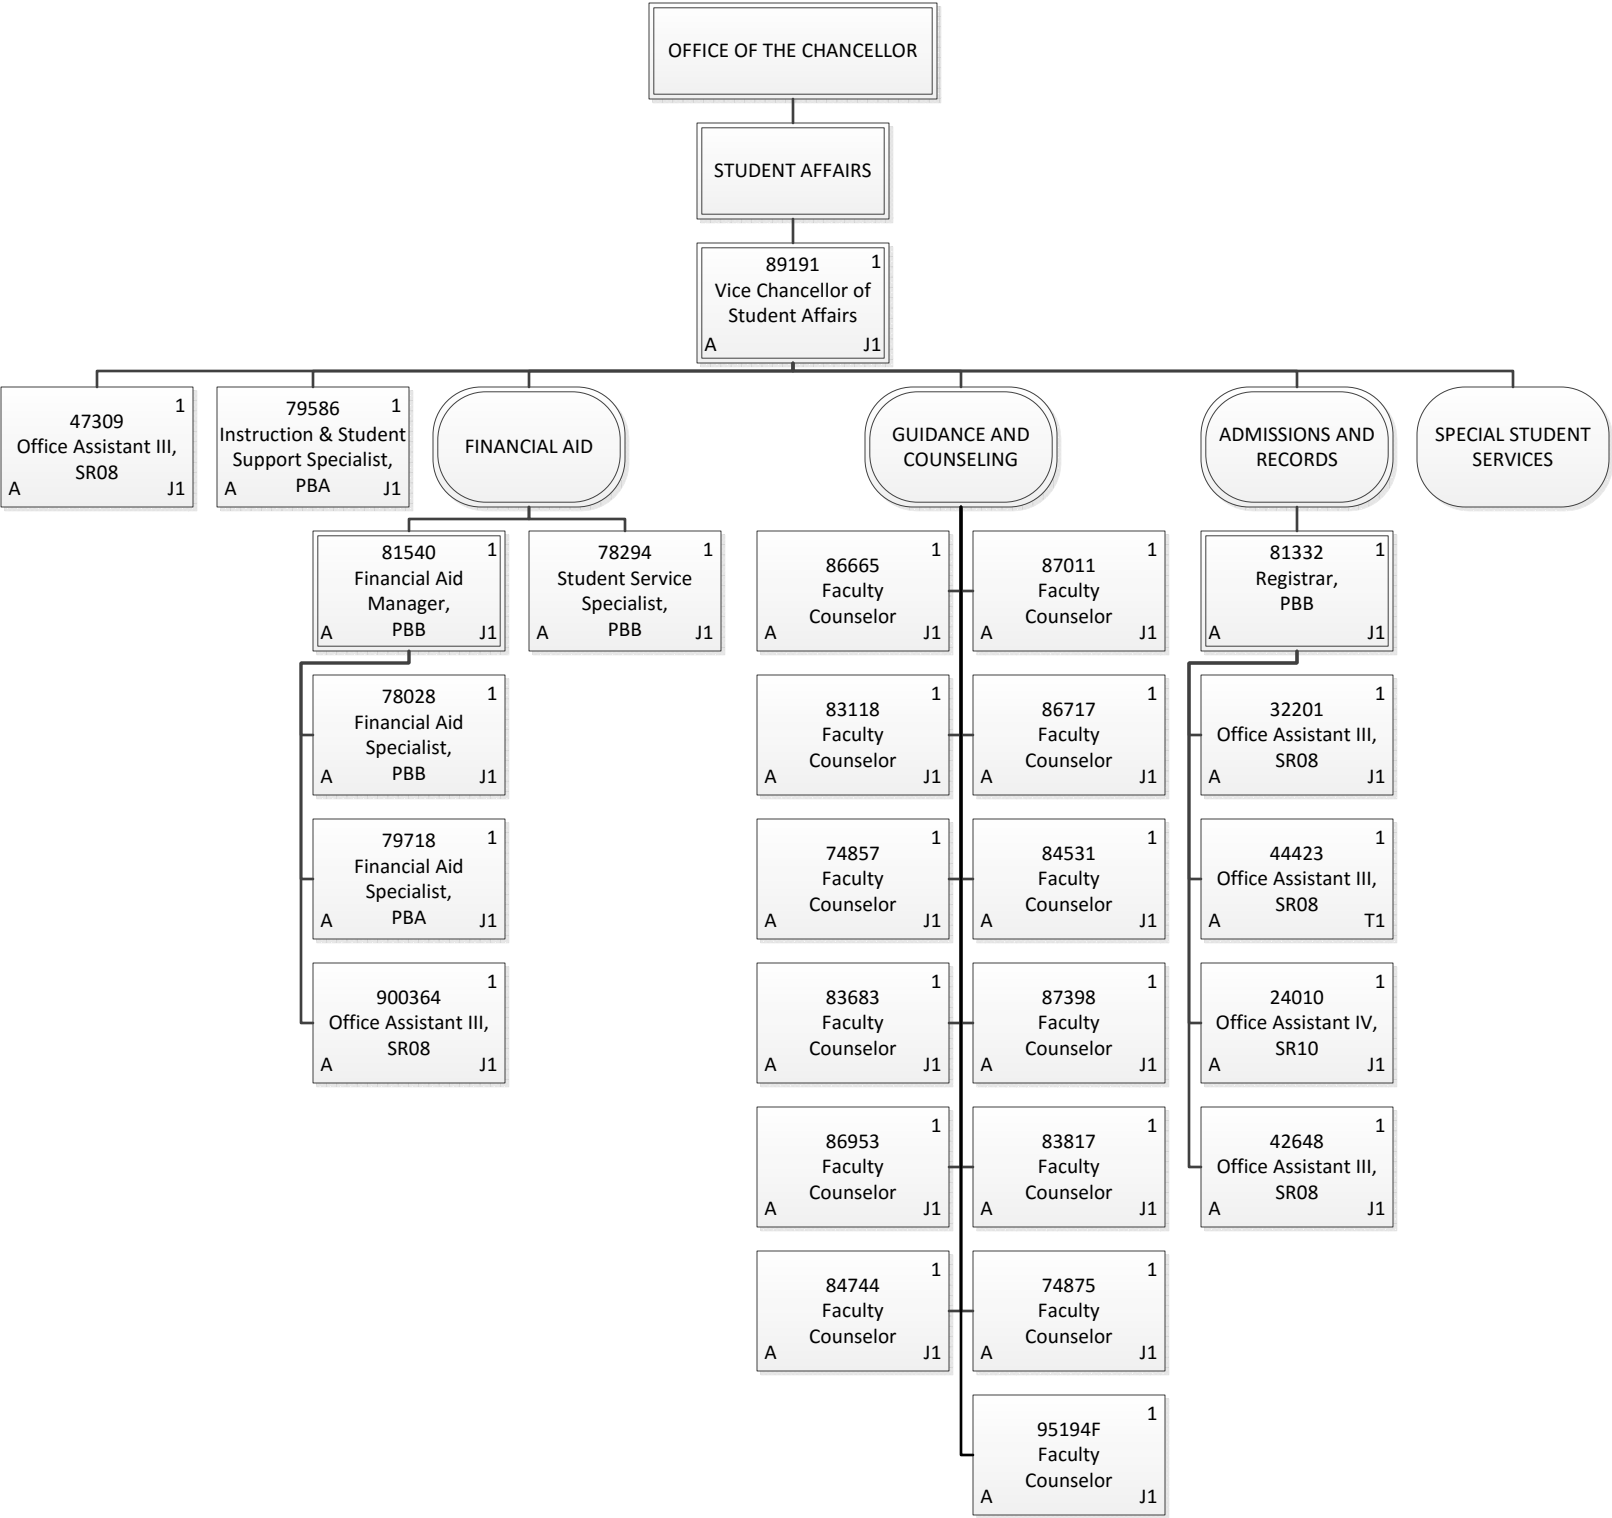 OFFICE OF THE CHANCELLOR
STUDENT AFFAIRS
89191 1
Vice Chancellor of
Student Affairs
A J1
47309 1
Office Assistant III,
SR08
A J1
79586 1
Instruction & Student
Support Specialist,
PBA
A J1
FINANCIAL AID
GUIDANCE AND
COUNSELING
ADMISSIONS AND
RECORDS
SPECIAL STUDENT
SERVICES
81540 1
Financial Aid
Manager,
PBB
A J1
78294 1
Student Service
Specialist,
PBB
A J1
78028 1
Financial Aid
Specialist,
PBB
A J1
79718 1
Financial Aid
Specialist,
PBA
A J1
900364 1
Office Assistant III,
SR08
A J1
86665 1
Faculty
Counselor
A J1
87011 1
Faculty
Counselor
A J1
83118 1
Faculty
Counselor
A J1
86717 1
Faculty
Counselor
A J1
74857 1
Faculty
Counselor
A J1
84531 1
Faculty
Counselor
A J1
83683 1
Faculty
Counselor
A J1
87398 1
Faculty
Counselor
A J1
86953 1
Faculty
Counselor
A J1
83817 1
Faculty
Counselor
A J1
84744 1
Faculty
Counselor
A J1
74875 1
Faculty
Counselor
A J1
95194F 1
Faculty
Counselor
A J1
81332 1
Registrar,
PBB
A J1
32201 1
Office Assistant III,
SR08
A J1
44423 1
Office Assistant III,
SR08
A T1
24010 1
Office Assistant IV,
SR10
A J1
42648 1
Office Assistant III,
SR08
A J1